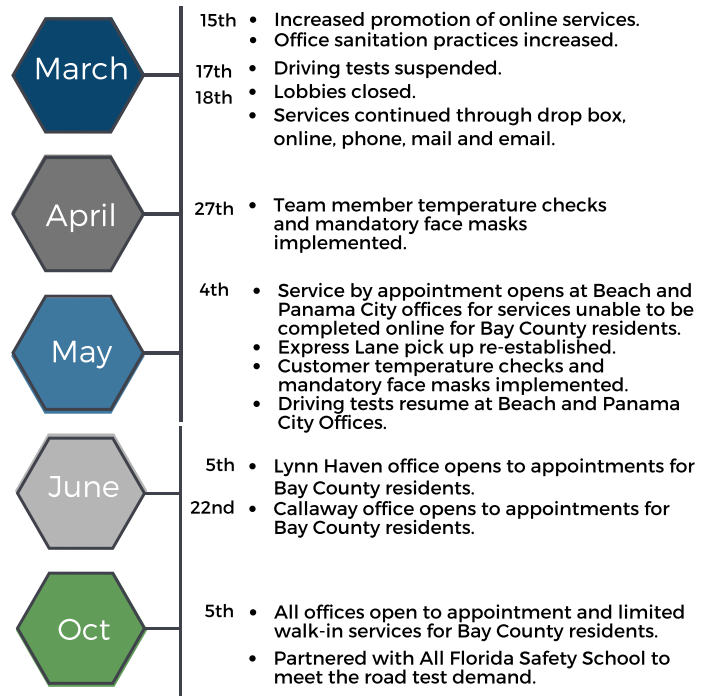 March
15th • Increased promotion of online services.
• Office sanitation practices increased.
17th • Driving tests suspended.
18th • Lobbies closed.
• Services continued through drop box,
online, phone, mail and email.
April
27th • Team member temperature checks
and mandatory face masks
implemented.
May
4th • Service by appointment opens at Beach and
Panama City offices for services unable to be
completed online for Bay County residents.
• Express Lane pick up re-established.
• Customer temperature checks and
mandatory face masks implemented.
• Driving tests resume at Beach and Panama
City Offices.
June
5th • Lynn Haven office opens to appointments for
Bay County residents.
22nd • Callaway office opens to appointments for
Bay County residents.
Oct
5th • All offices open to appointment and limited
walk-in services for Bay County residents.
• Partnered with All Florida Safety School to
meet the road test demand.